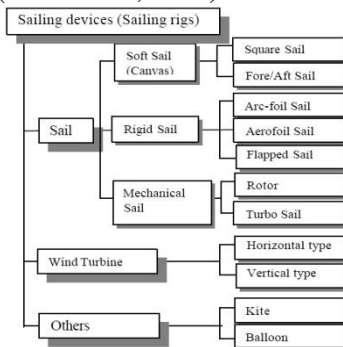 Sailing devices (Sailing rigs)
Sail
Soft Sail
(Canvas)
Square Sail
Fore/Aft Sail
Rigid Sail
Arc-foil Sail
Aerofoil Sail
Flapped Sail
Mechanical
Sail
Rotor
Turbo Sail
Wind Turbine
Horizontal type
Vertical type
Others
Kite
Balloon